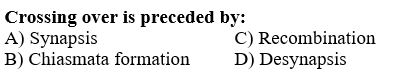 Crossing over is preceded by:
A) Synapsis C) Recombination
B) Chiasmata formation D) Desynapsis